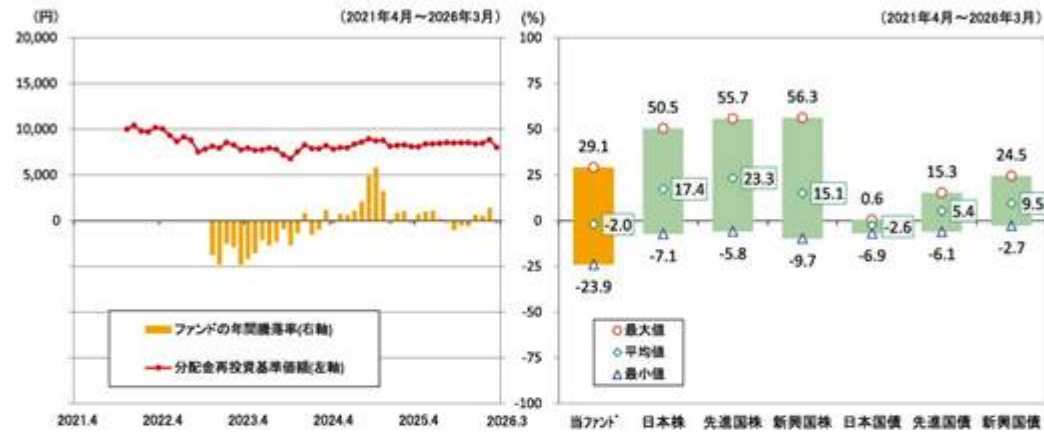 (円)
(2021年4月～2026年3月)
20,000
15,000
10,000
5,000
0
ファンドの年間騰落率(右軸)
分配金再投資基準価額(左軸)
2021.4 2022.4 2023.4 2024.4 2025.4 2026.3
(%)
(2021年4月～2026年3月)
100
75
50
25
0
-25
-50
-75
-100
29.1 50.5 55.7 56.3 0.6 15.3 24.5
-2.0 17.4 23.3 15.1 -2.6 5.4 9.5
-23.9 -7.1 -5.8 -9.7 -6.9 -6.1 -2.7
最大値
平均値
最小値
当ファンド 日本株 先進国株 新興国株 日本国債 先進国債 新興国債